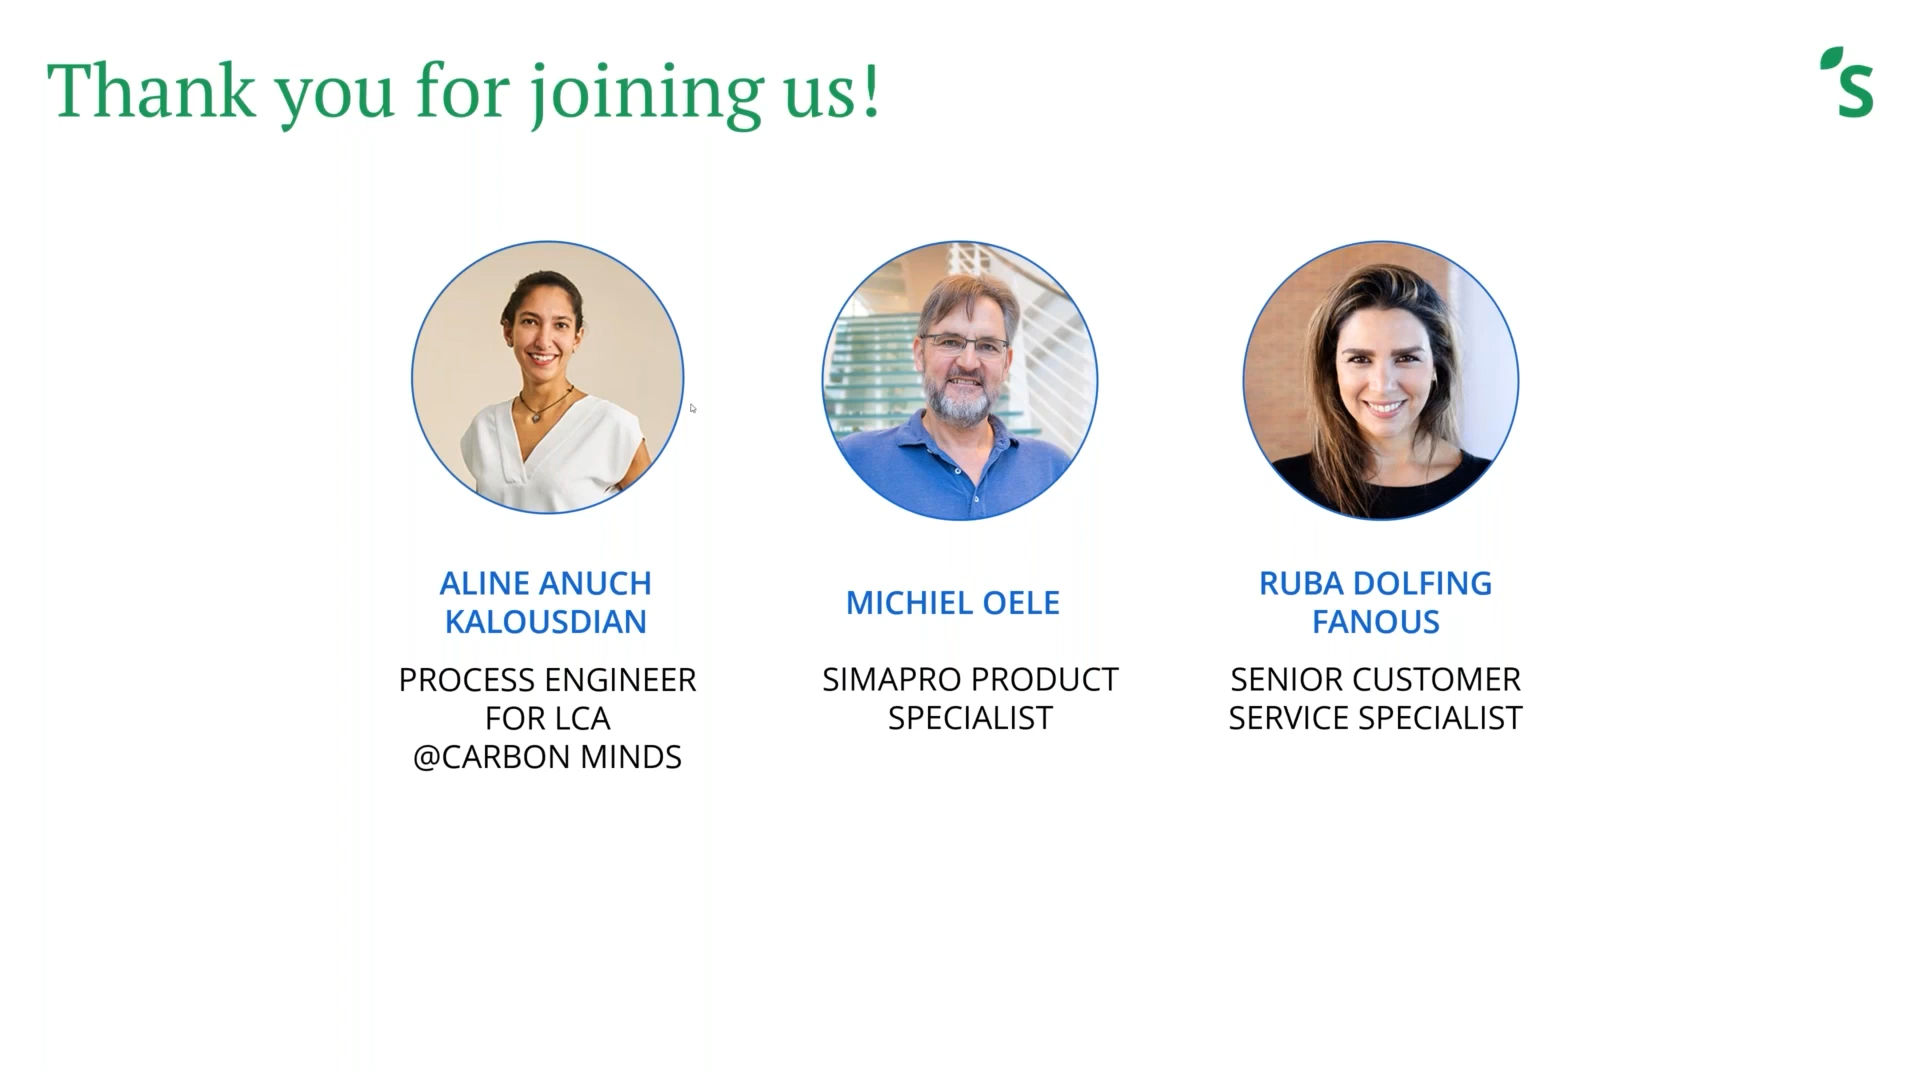 Thank you for joining us!
S
ALINE ANUCH
KALOUSDIAN
PROCESS ENGINEER
FOR LCA
@CARBON MINDS
MICHIEL OELE
SIMAPRO PRODUCT
SPECIALIST
RUBA DOLFING
FANOUS
SENIOR CUSTOMER
SERVICE SPECIALIST